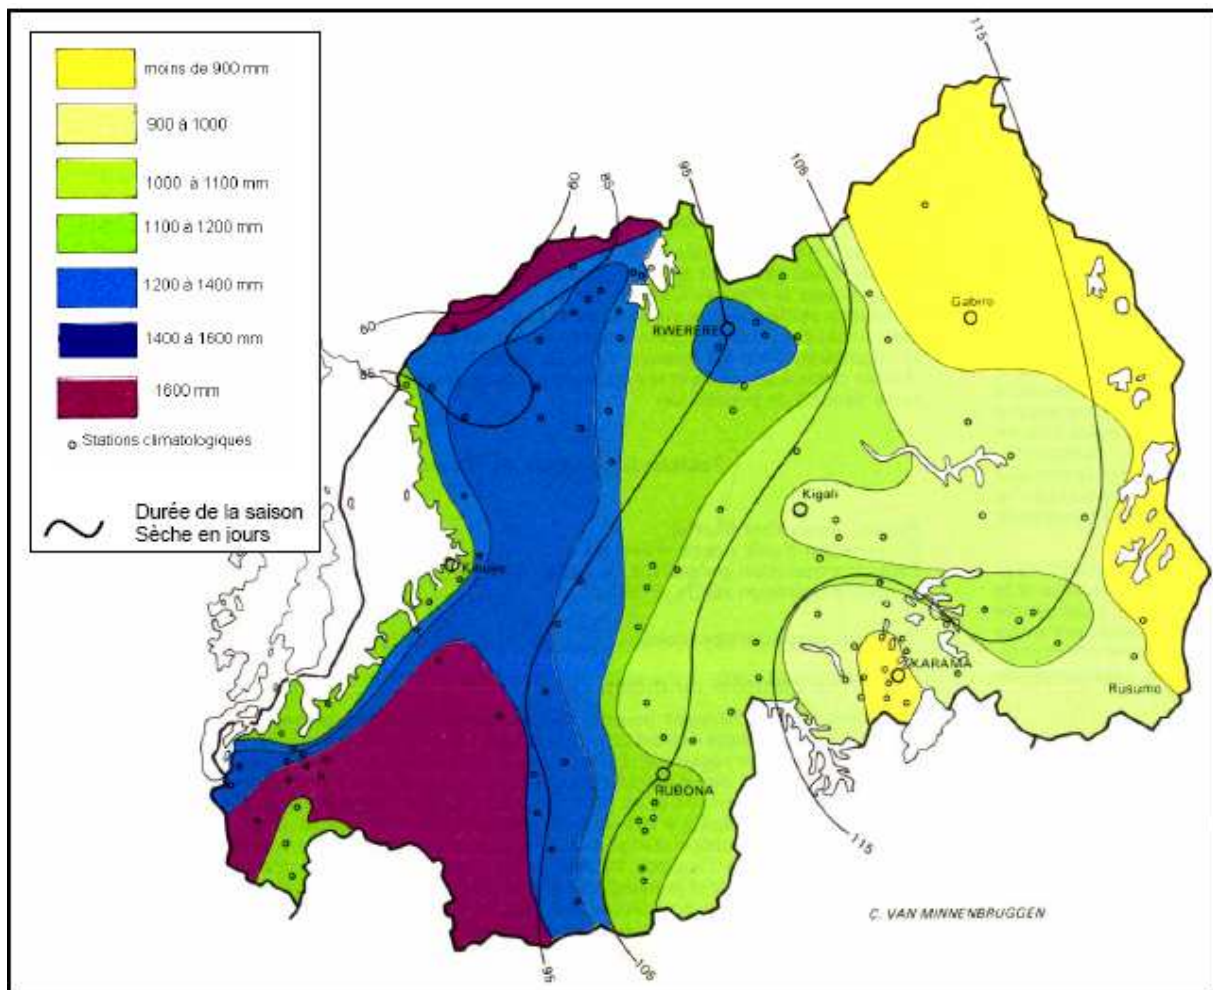 moins de 900 mm
900 à 1000
1000 à 1100 mm
1100 à 1200 mm
1200 à 1400 mm
1400 à 1600 mm
1600 mm
Stations climatologiques
Durée de la saison
Sèche en jours
115
60
85
95
105
60
85
RWERERE
Gabiro
Kigali
Kibuye
KARAMA
Rusumo
RUBONA
115
95
105
C. VAN MINNENBRUGGEN